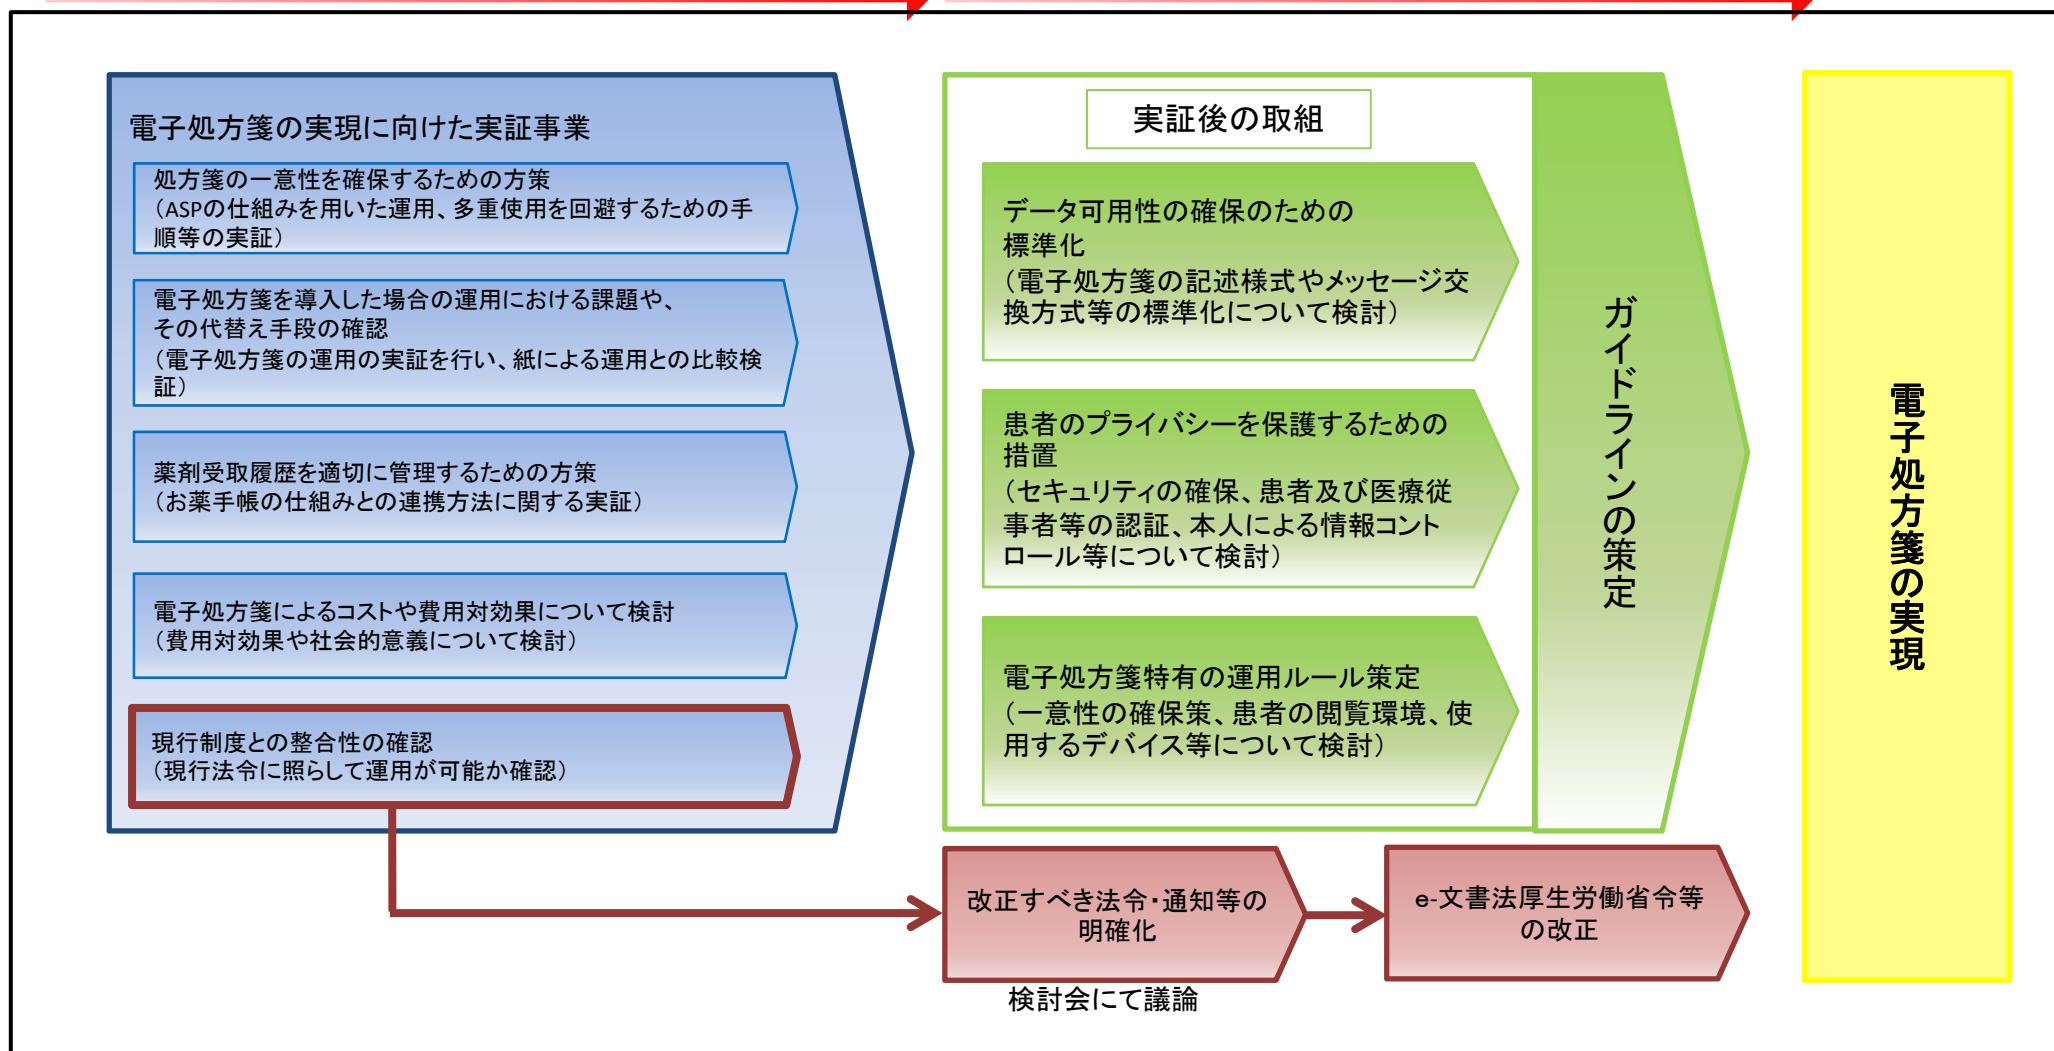 電子処方箋の実現に向けた実証事業
処方箋の一意性を確保するための方策
（ASPの仕組みを用いた運用、多重使用を回避するための手
順等の実証）
電子処方箋を導入した場合の運用における課題や、
その代替え手段の確認
（電子処方箋の運用の実証を行い、紙による運用との比較検
証）
薬剤受取履歴を適切に管理するための方策
（お薬手帳の仕組みとの連携方法に関する実証）
電子処方箋によるコストや費用対効果について検討
（費用対効果や社会的意義について検討）
現行制度との整合性の確認
（現行法令に照らして運用が可能か確認）
実証後の取組
データ可用性の確保のための
標準化
（電子処方箋の記述様式やメッセージ交
換方式等の標準化について検討）
患者のプライバシーを保護するための
措置
（セキュリティの確保、患者及び医療従
事者等の認証、本人による情報コント
ロール等について検討）
電子処方箋特有の運用ルール策定
（一意性の確保策、患者の閲覧環境、使
用するデバイス等について検討）
ガイドラインの策定
改正すべき法令・通知等の
明確化
検討会にて議論
e-文書法厚生労働省令等
の改正
電子処方箋の実現